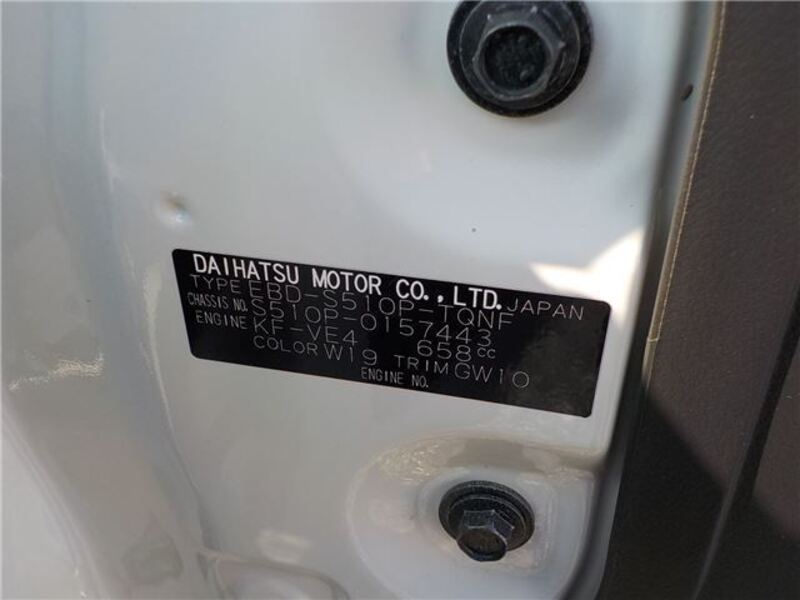 DAIHATSU MOTOR CO.,LTD. JAPAN
TYPE EBD-S510P-TQNF
CHASSIS NO. S510P-0157443
ENGINE KF-VE4 658cc
COLOR W19 TRIM GW10
ENGINE NO.